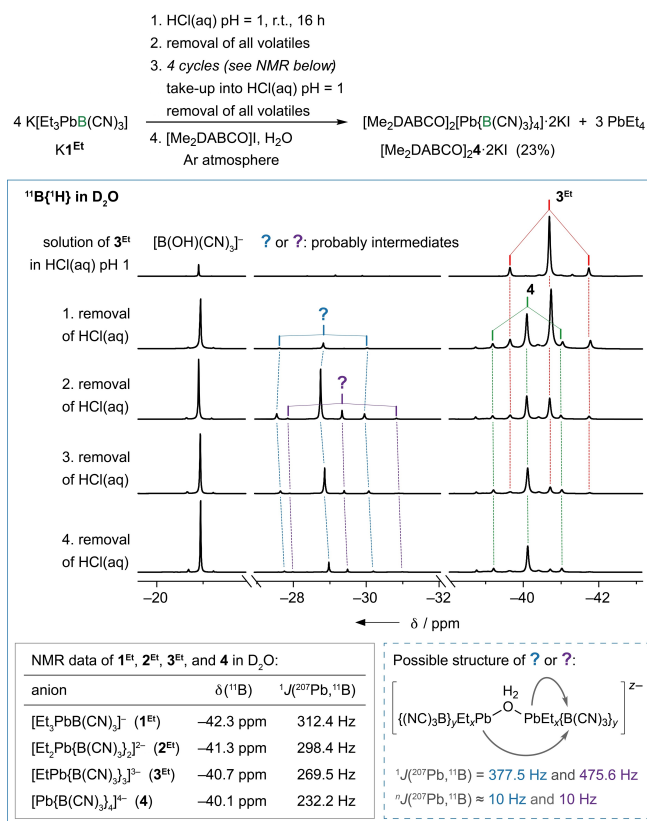 1. HCl(aq) pH = 1, r.t., 16 h
2. removal of all volatiles
3. 4 cycles (see NMR below)
take-up into HCl(aq) pH = 1
removal of all volatiles
4 K[Et₃PbB(CN)₃]
[Me₂DABCO]₂[Pb{B(CN)₃}₄]·2KI + 3 PbEt₄
4. [Me₂DABCO]I, H₂O
K1ᴱᵗ
[Me₂DABCO]₂4·2KI (23%)
Ar atmosphere
¹¹B{¹H} in D₂O
3ᴱᵗ
solution of 3ᴱᵗ
in HCl(aq) pH 1
[B(OH)(CN)₃]⁻
? or ?: probably intermediates
4
1. removal
of HCl(aq)
?
2. removal
of HCl(aq)
?
3. removal
of HCl(aq)
4. removal
of HCl(aq)
–20 –28 –30 –32 –40 –42
δ / ppm
NMR data of 1ᴱᵗ, 2ᴱᵗ, 3ᴱᵗ, and 4 in D₂O:
anion δ(¹¹B) ¹J(²⁰⁷Pb,¹¹B)
[Et₃PbB(CN)₃]⁻ (1ᴱᵗ) –42.3 ppm 312.4 Hz
[Et₂Pb{B(CN)₃}₂]²⁻ (2ᴱᵗ) –41.3 ppm 298.4 Hz
[EtPb{B(CN)₃}₃]³⁻ (3ᴱᵗ) –40.7 ppm 269.5 Hz
[Pb{B(CN)₃}₄]⁴⁻ (4) –40.1 ppm 232.2 Hz
Possible structure of ? or ?:
H₂
O
z–
[{(NC)₃B}yEtₓPb PbEtₓ{B(CN)₃}y]
¹J(²⁰⁷Pb,¹¹B) = 377.5 Hz and 475.6 Hz
ⁿJ(²⁰⁷Pb,¹¹B) ≈ 10 Hz and 10 Hz